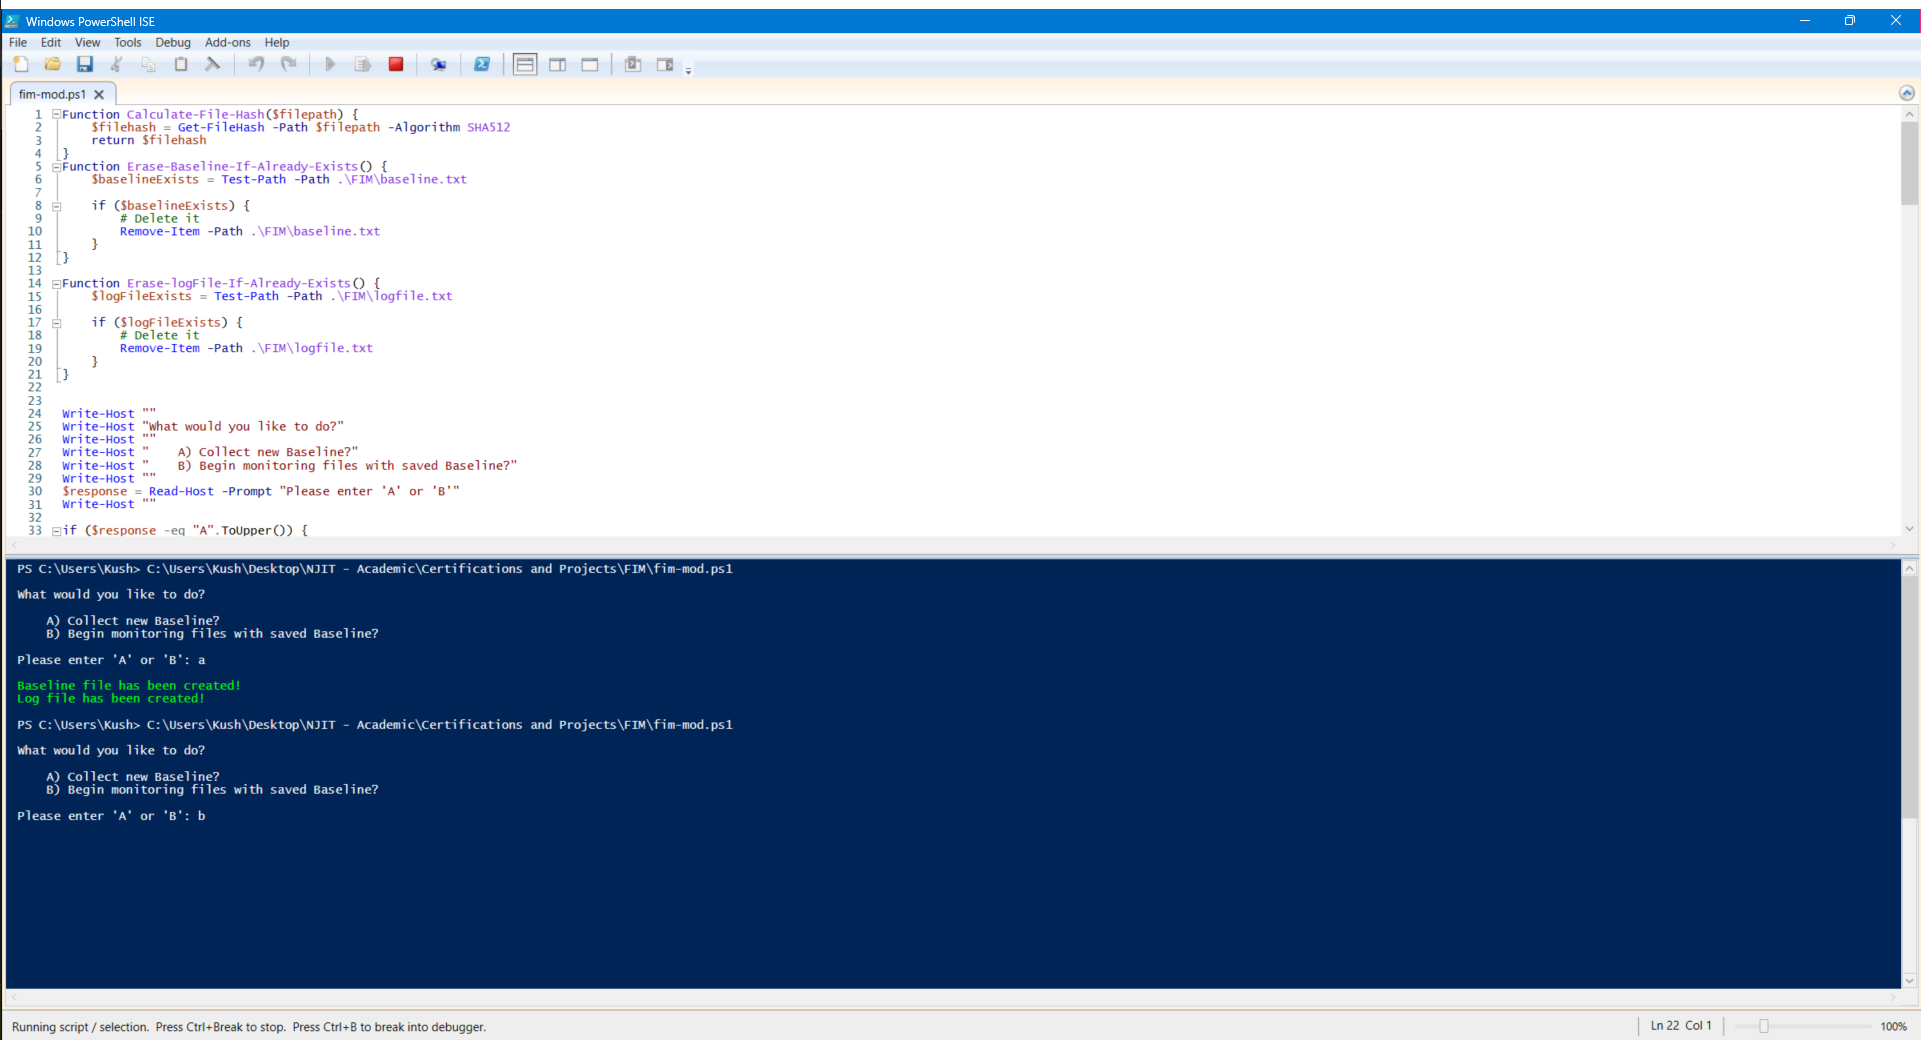 Windows PowerShell ISE
File Edit View Tools Debug Add-ons Help
fim-mod.ps1
1 Function Calculate-File-Hash($filepath) {
2     $filehash = Get-FileHash -Path $filepath -Algorithm SHA512
3     return $filehash
4 }
5 Function Erase-Baseline-If-Already-Exists() {
6     $baselineExists = Test-Path -Path .\FIM\baseline.txt
7
8     if ($baselineExists) {
9         # Delete it
10         Remove-Item -Path .\FIM\baseline.txt
11     }
12 }
13
14 Function Erase-logFile-If-Already-Exists() {
15     $logFileExists = Test-Path -Path .\FIM\logfile.txt
16
17     if ($logFileExists) {
18         # Delete it
19         Remove-Item -Path .\FIM\logfile.txt
20     }
21 }
22
23
24 Write-Host ""
25 Write-Host "What would you like to do?"
26 Write-Host ""
27 Write-Host "    A) Collect new Baseline?"
28 Write-Host "    B) Begin monitoring files with saved Baseline?"
29 Write-Host ""
30 $response = Read-Host -Prompt "Please enter 'A' or 'B'"
31 Write-Host ""
32
33 if ($response -eq "A".ToUpper()) {
PS C:\Users\Kush> C:\Users\Kush\Desktop\NJIT - Academic\Certifications and Projects\FIM\fim-mod.ps1
What would you like to do?
    A) Collect new Baseline?
    B) Begin monitoring files with saved Baseline?
Please enter 'A' or 'B': a
Baseline file has been created!
Log file has been created!
PS C:\Users\Kush> C:\Users\Kush\Desktop\NJIT - Academic\Certifications and Projects\FIM\fim-mod.ps1
What would you like to do?
    A) Collect new Baseline?
    B) Begin monitoring files with saved Baseline?
Please enter 'A' or 'B': b
Running script / selection.  Press Ctrl+Break to stop.  Press Ctrl+B to break into debugger.
Ln 22 Col 1
100%